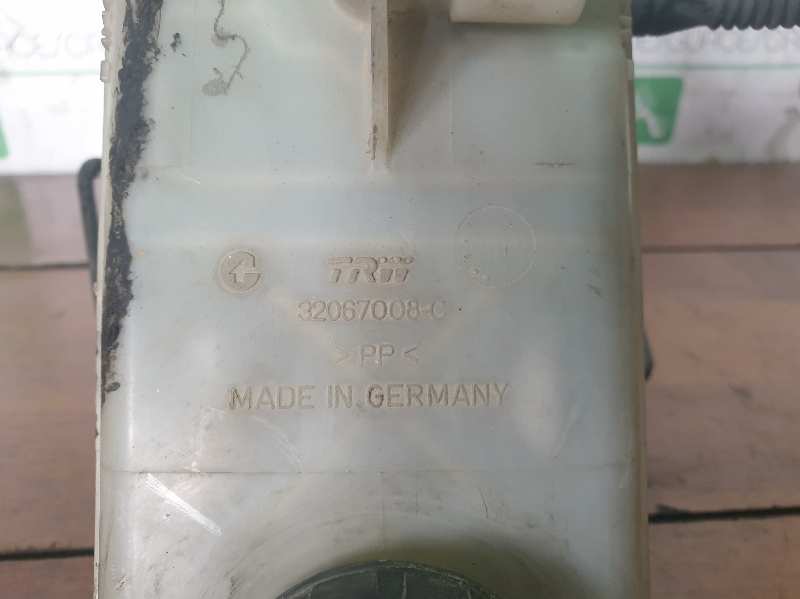 TRW
32067008-C
>PP<
MADE IN GERMANY